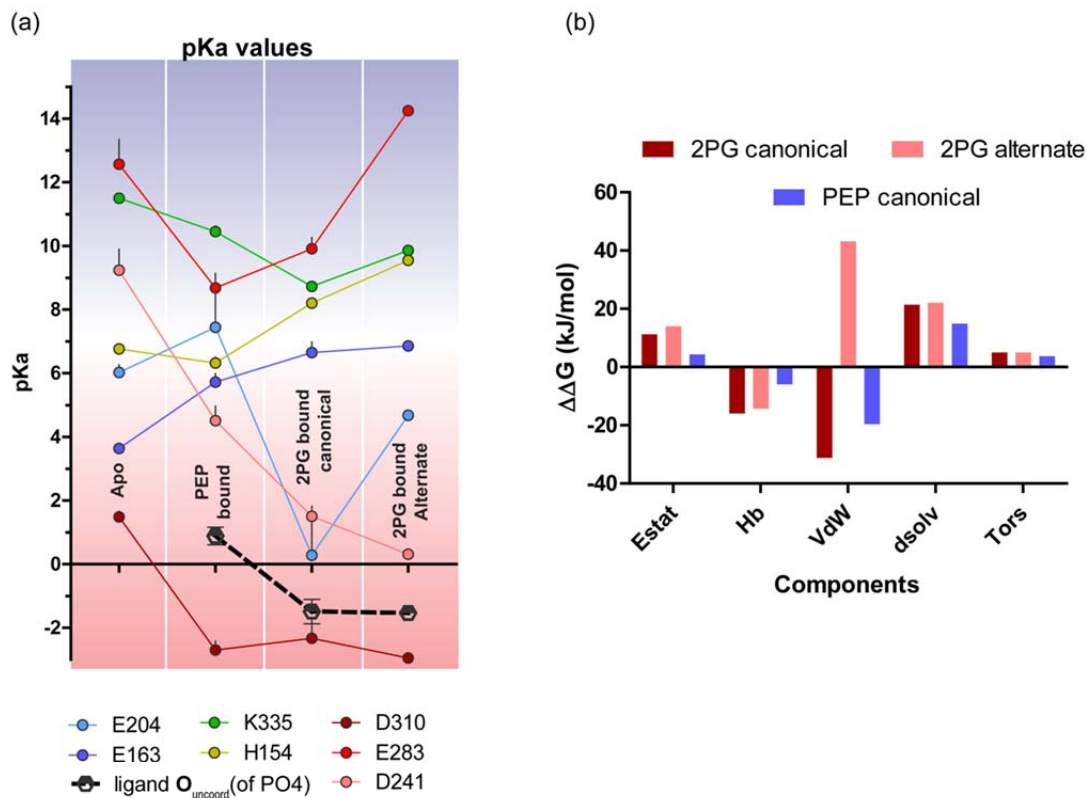 (a)
pKa values
pKa
14
12
10
8
6
4
2
0
-2
Apo
PEP
bound
2PG bound
canonical
2PG bound
Alternate
E204
K335
D310
E163
H154
E283
ligand Ouncoord(of PO4)
D241
(b)
2PG canonical
2PG alternate
PEP canonical
ΔΔG (kJ/mol)
60
40
20
0
-20
-40
Estat
Hb
VdW
dsolv
Tors
Components